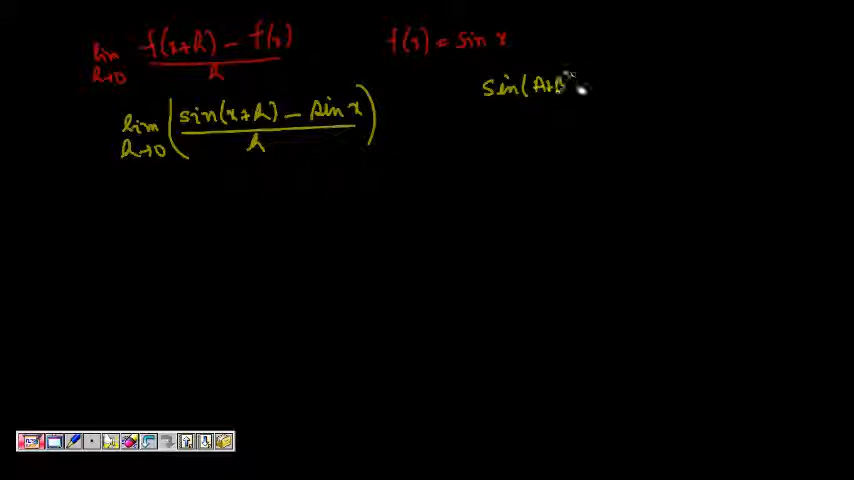 lim h→0 f(x+h) - f(x) / h f(x) = sin x
sin(A+B
lim h→0 ( sin(x+h) - sin x / h )